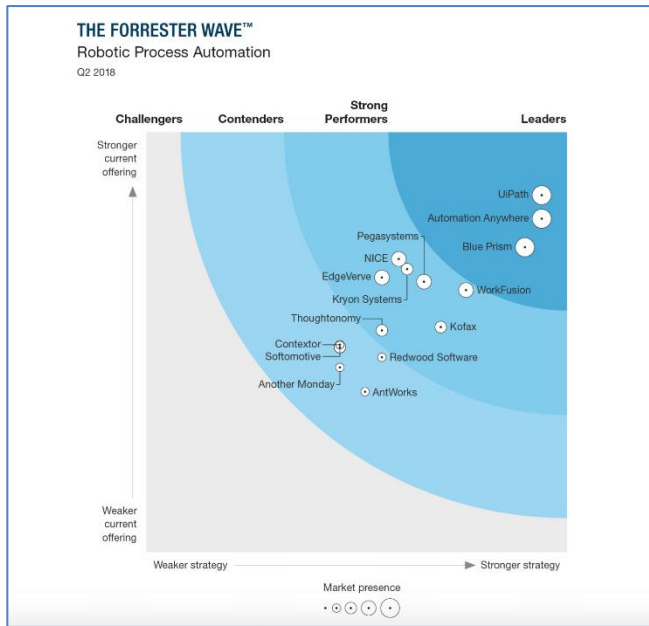 THE FORRESTER WAVE™
Robotic Process Automation
Q2 2018
Challengers
Contenders
Strong
Performers
Leaders
Stronger
current
offering
UiPath
Automation Anywhere
Pegasystems
Blue Prism
NICE
EdgeVerve
Kryon Systems
WorkFusion
Thoughtonomy
Kofax
Contextor
Softomotive
Redwood Software
Another Monday
AntWorks
Weaker
current
offering
Weaker strategy
Stronger strategy
Market presence